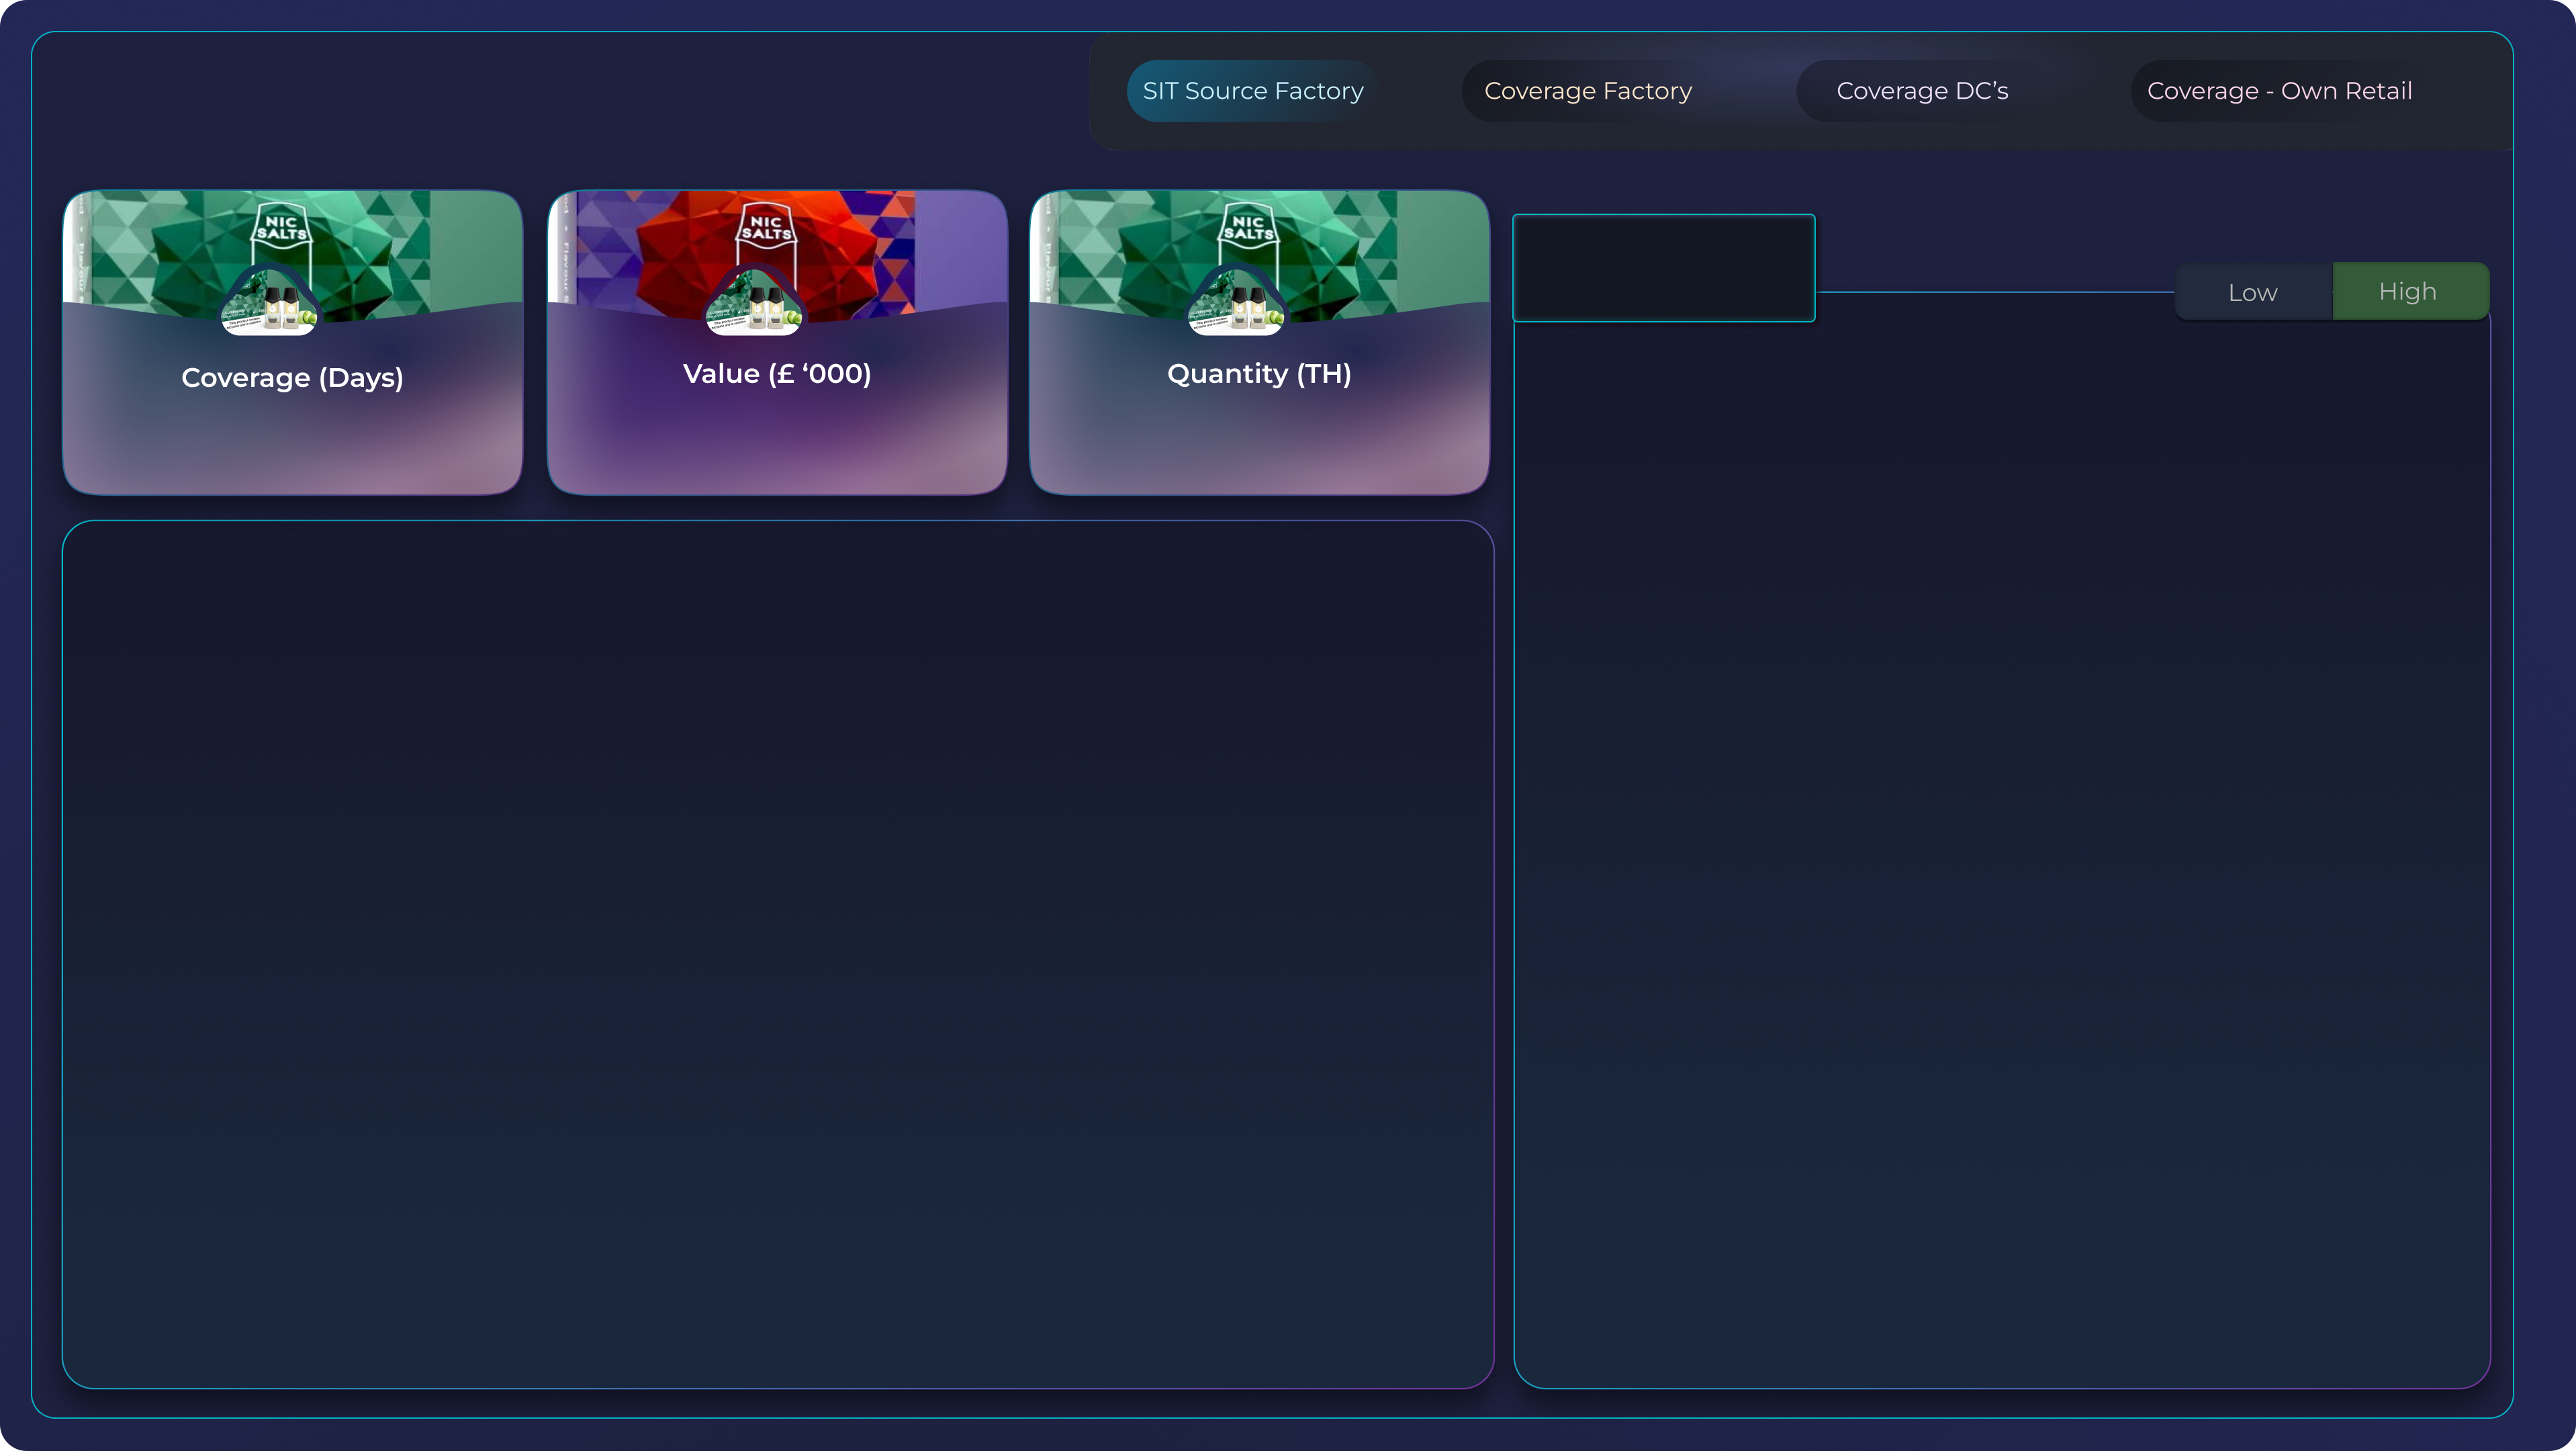 SIT Source Factory
Coverage Factory
Coverage DC’s
Coverage - Own Retail
NIC
SALTS
NIC
SALTS
NIC
SALTS
Low
High
Coverage (Days)
Value (£ ‘000)
Quantity (TH)